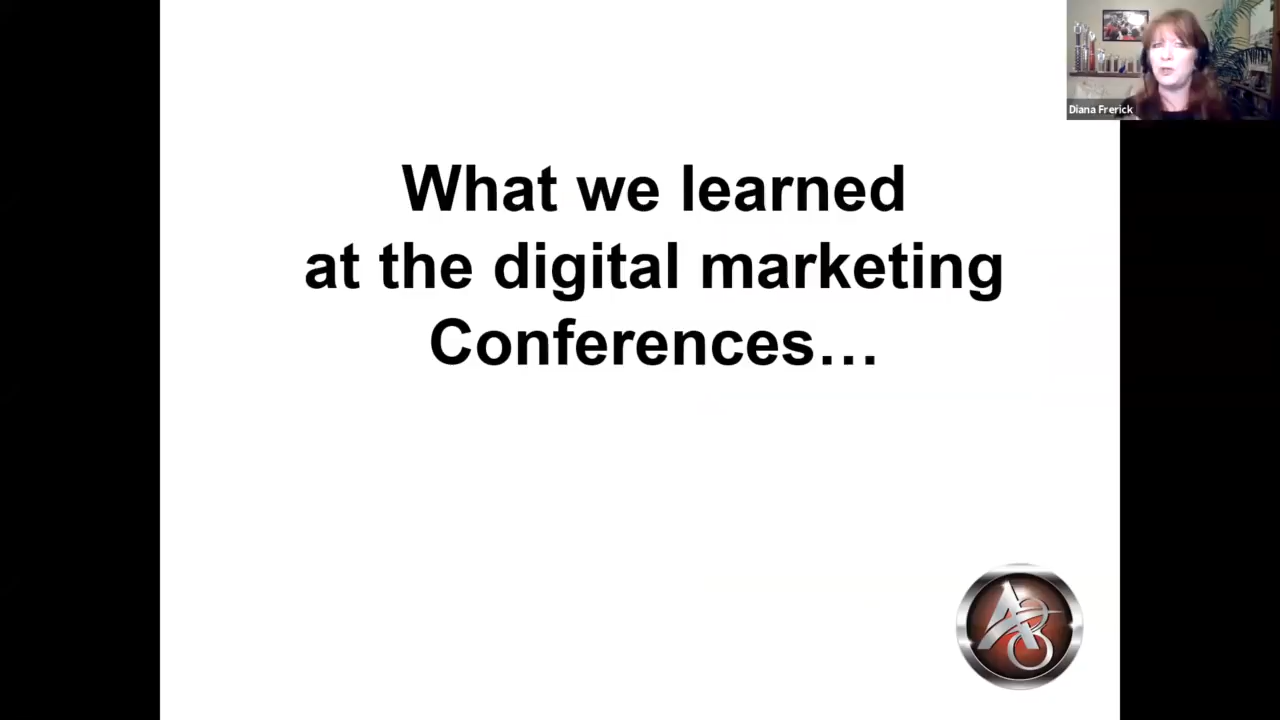 Diana Frerick
What we learned
at the digital marketing
Conferences…